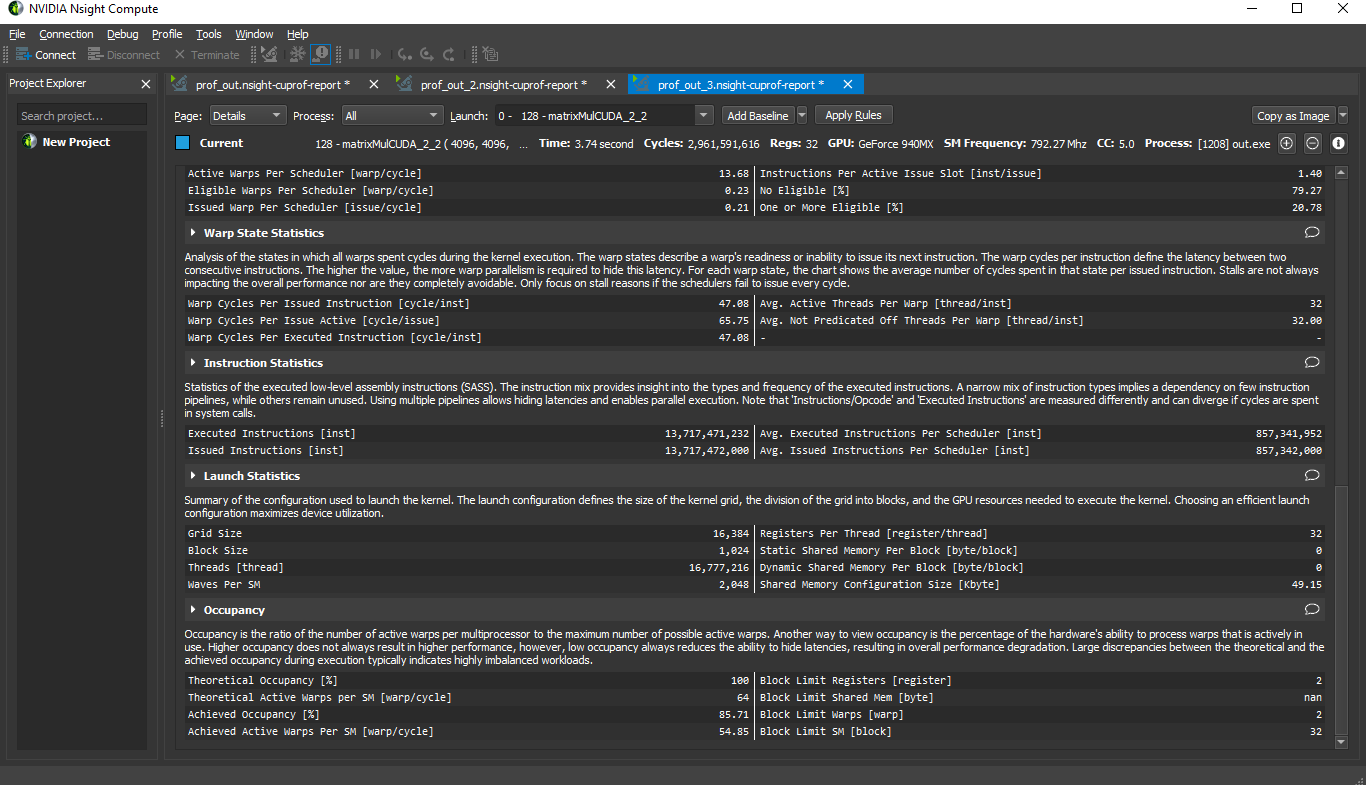 NVIDIA Nsight Compute
File Connection Debug Profile Tools Window Help
Connect Disconnect Terminate
Project Explorer
Search project...
New Project
prof_out.nsight-cuprof-report * prof_out_2.nsight-cuprof-report * prof_out_3.nsight-cuprof-report *
Page: Details Process: All Launch: 0 - 128 - matrixMulCUDA_2_2 Add Baseline Apply Rules Copy as Image
Current 128 - matrixMulCUDA_2_2 ( 4096, 4096, ... Time: 3.74 second Cycles: 2,961,591,616 Regs: 32 GPU: GeForce 940MX SM Frequency: 792.27 Mhz CC: 5.0 Process: [1208] out.exe
Active Warps Per Scheduler [warp/cycle] 13.68 Instructions Per Active Issue Slot [inst/issue] 1.40
Eligible Warps Per Scheduler [warp/cycle] 0.23 No Eligible [%] 79.27
Issued Warp Per Scheduler [issue/cycle] 0.21 One or More Eligible [%] 20.78
Warp State Statistics
Analysis of the states in which all warps spent cycles during the kernel execution. The warp states describe a warp's readiness or inability to issue its next instruction. The warp cycles per instruction define the latency between two
consecutive instructions. The higher the value, the more warp parallelism is required to hide this latency. For each warp state, the chart shows the average number of cycles spent in that state per issued instruction. Stalls are not always
impacting the overall performance nor are they completely avoidable. Only focus on stall reasons if the schedulers fail to issue every cycle.
Warp Cycles Per Issued Instruction [cycle/inst] 47.08 Avg. Active Threads Per Warp [thread/inst] 32
Warp Cycles Per Issue Active [cycle/issue] 65.75 Avg. Not Predicated Off Threads Per Warp [thread/inst] 32.00
Warp Cycles Per Executed Instruction [cycle/inst] 47.08 - -
Instruction Statistics
Statistics of the executed low-level assembly instructions (SASS). The instruction mix provides insight into the types and frequency of the executed instructions. A narrow mix of instruction types implies a dependency on few instruction
pipelines, while others remain unused. Using multiple pipelines allows hiding latencies and enables parallel execution. Note that 'Instructions/Opcode' and 'Executed Instructions' are measured differently and can diverge if cycles are spent
in system calls.
Executed Instructions [inst] 13,717,471,232 Avg. Executed Instructions Per Scheduler [inst] 857,341,952
Issued Instructions [inst] 13,717,472,000 Avg. Issued Instructions Per Scheduler [inst] 857,342,000
Launch Statistics
Summary of the configuration used to launch the kernel. The launch configuration defines the size of the kernel grid, the division of the grid into blocks, and the GPU resources needed to execute the kernel. Choosing an efficient launch
configuration maximizes device utilization.
Grid Size 16,384 Registers Per Thread [register/thread] 32
Block Size 1,024 Static Shared Memory Per Block [byte/block] 0
Threads [thread] 16,777,216 Dynamic Shared Memory Per Block [byte/block] 0
Waves Per SM 2,048 Shared Memory Configuration Size [Kbyte] 49.15
Occupancy
Occupancy is the ratio of the number of active warps per multiprocessor to the maximum number of possible active warps. Another way to view occupancy is the percentage of the hardware's ability to process warps that is actively in
use. Higher occupancy does not always result in higher performance, however, low occupancy always reduces the ability to hide latencies, resulting in overall performance degradation. Large discrepancies between the theoretical and the
achieved occupancy during execution typically indicates highly imbalanced workloads.
Theoretical Occupancy [%] 100 Block Limit Registers [register] 2
Theoretical Active Warps per SM [warp/cycle] 64 Block Limit Shared Mem [byte] nan
Achieved Occupancy [%] 85.71 Block Limit Warps [warp] 2
Achieved Active Warps Per SM [warp/cycle] 54.85 Block Limit SM [block] 32